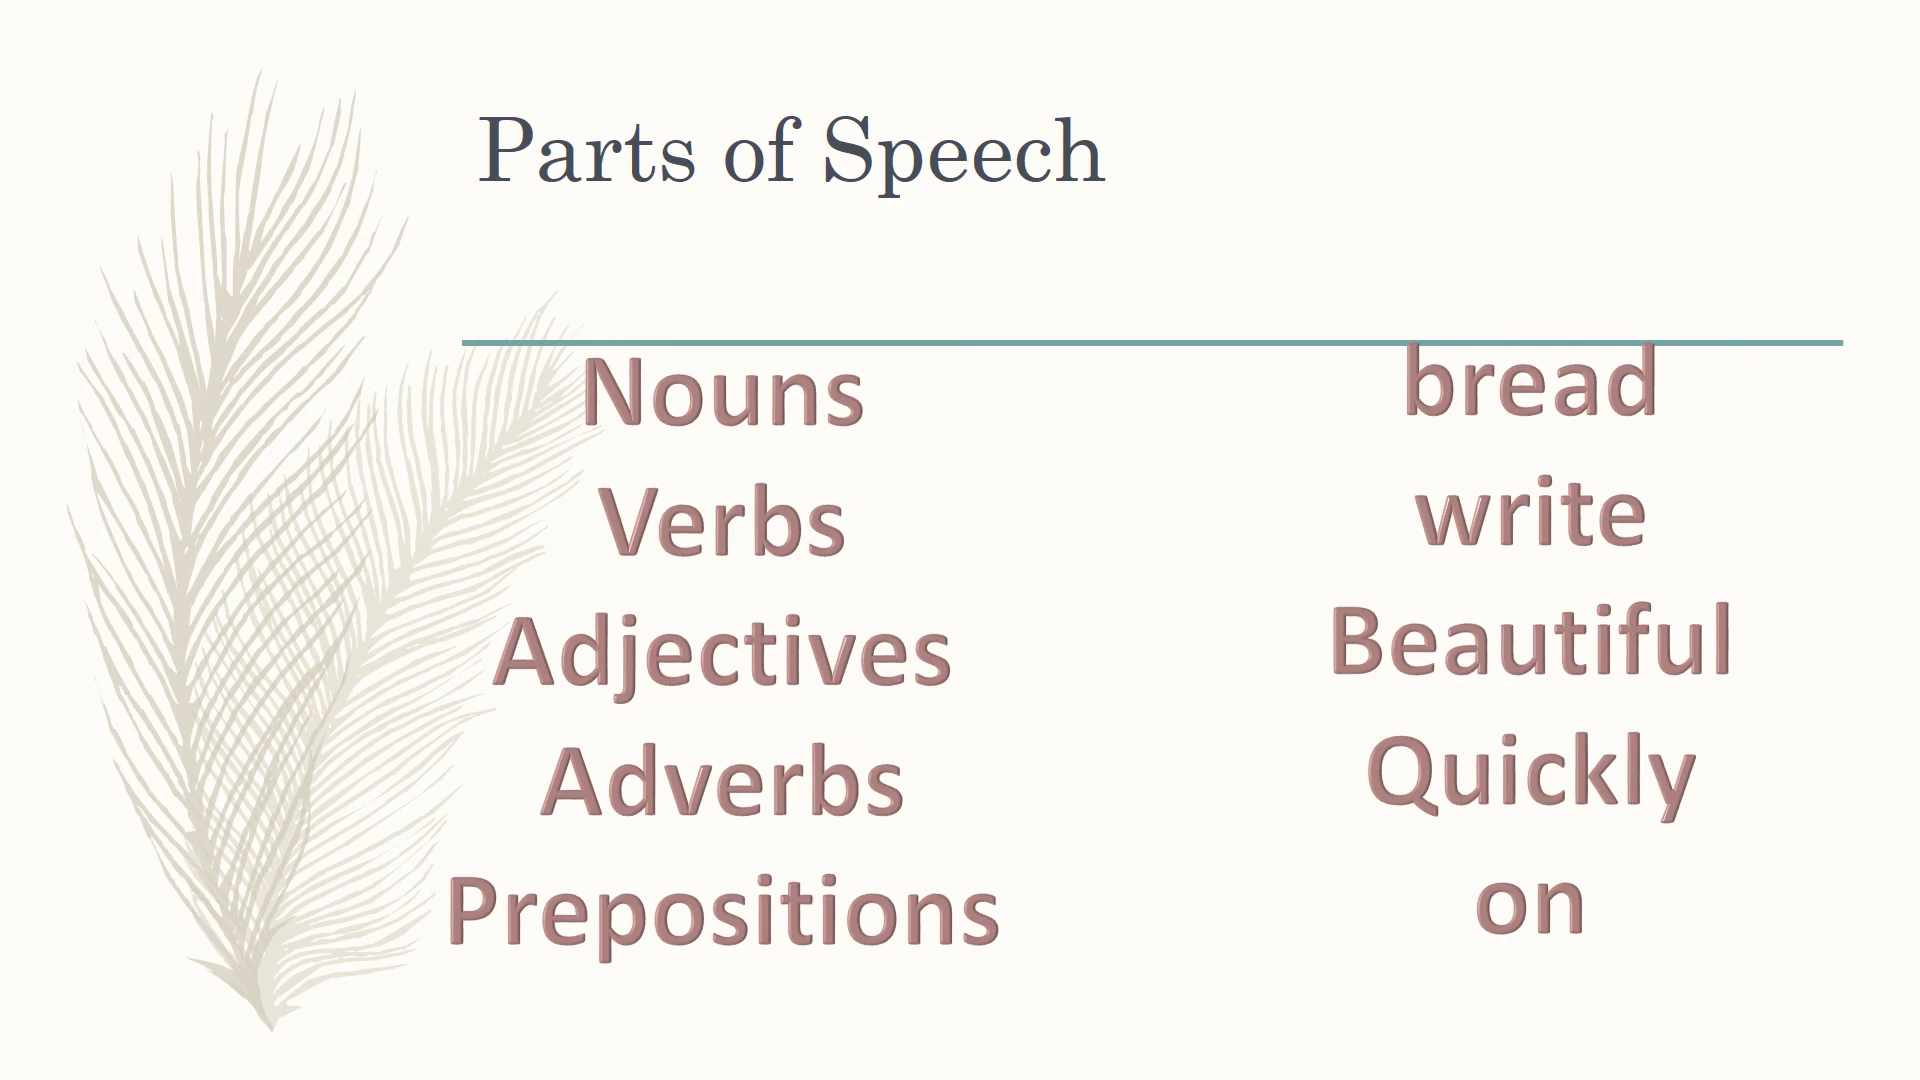 Parts of Speech
Nouns
bread
Verbs
write
Adjectives
Beautiful
Adverbs
Quickly
Prepositions
on